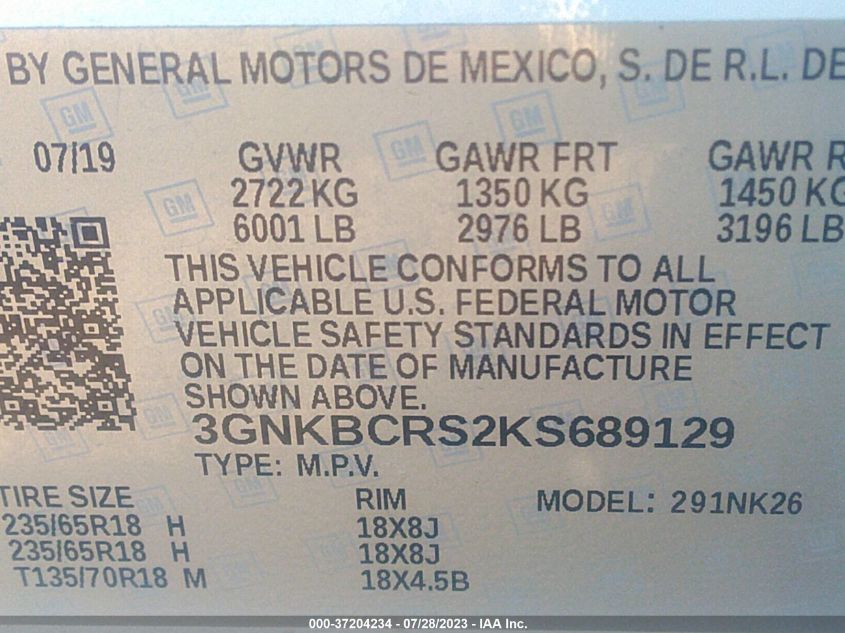 BY GENERAL MOTORS DE MEXICO, S. DE R.L. DE
07/19 GVWR GAWR FRT GAWR R
2722 KG 1350 KG 1450 KG
6001 LB 2976 LB 3196 LB
THIS VEHICLE CONFORMS TO ALL
APPLICABLE U.S. FEDERAL MOTOR
VEHICLE SAFETY STANDARDS IN EFFECT
ON THE DATE OF MANUFACTURE
SHOWN ABOVE.
3GNKBCRS2KS689129
TYPE: M.P.V.
TIRE SIZE RIM MODEL: 291NK26
235/65R18 H 18X8J
235/65R18 H 18X8J
T135/70R18 M 18X4.5B
000-37204234 - 07/28/2023 - IAA Inc.